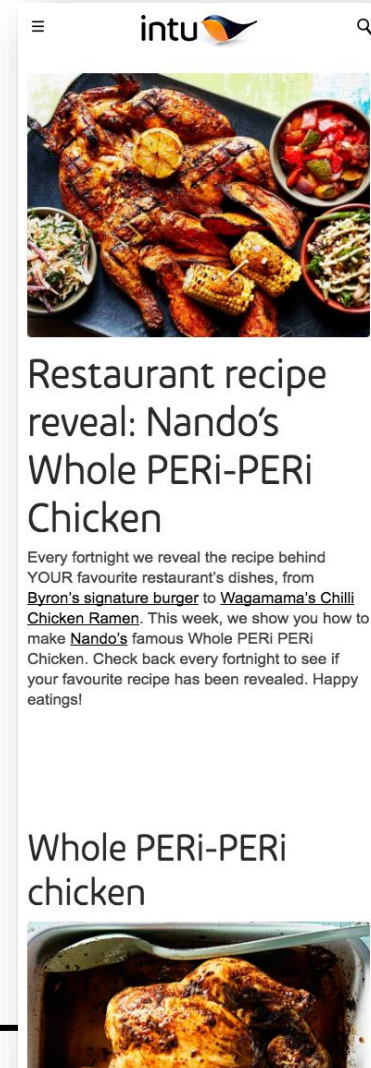 intu
Restaurant recipe
reveal: Nando's
Whole PERi-PERi
Chicken
Every fortnight we reveal the recipe behind
YOUR favourite restaurant's dishes, from
Byron's signature burger to Wagamama's Chilli
Chicken Ramen. This week, we show you how to
make Nando's famous Whole PERi PERi
Chicken. Check back every fortnight to see if
your favourite recipe has been revealed. Happy
eatings!
Whole PERi-PERi
chicken